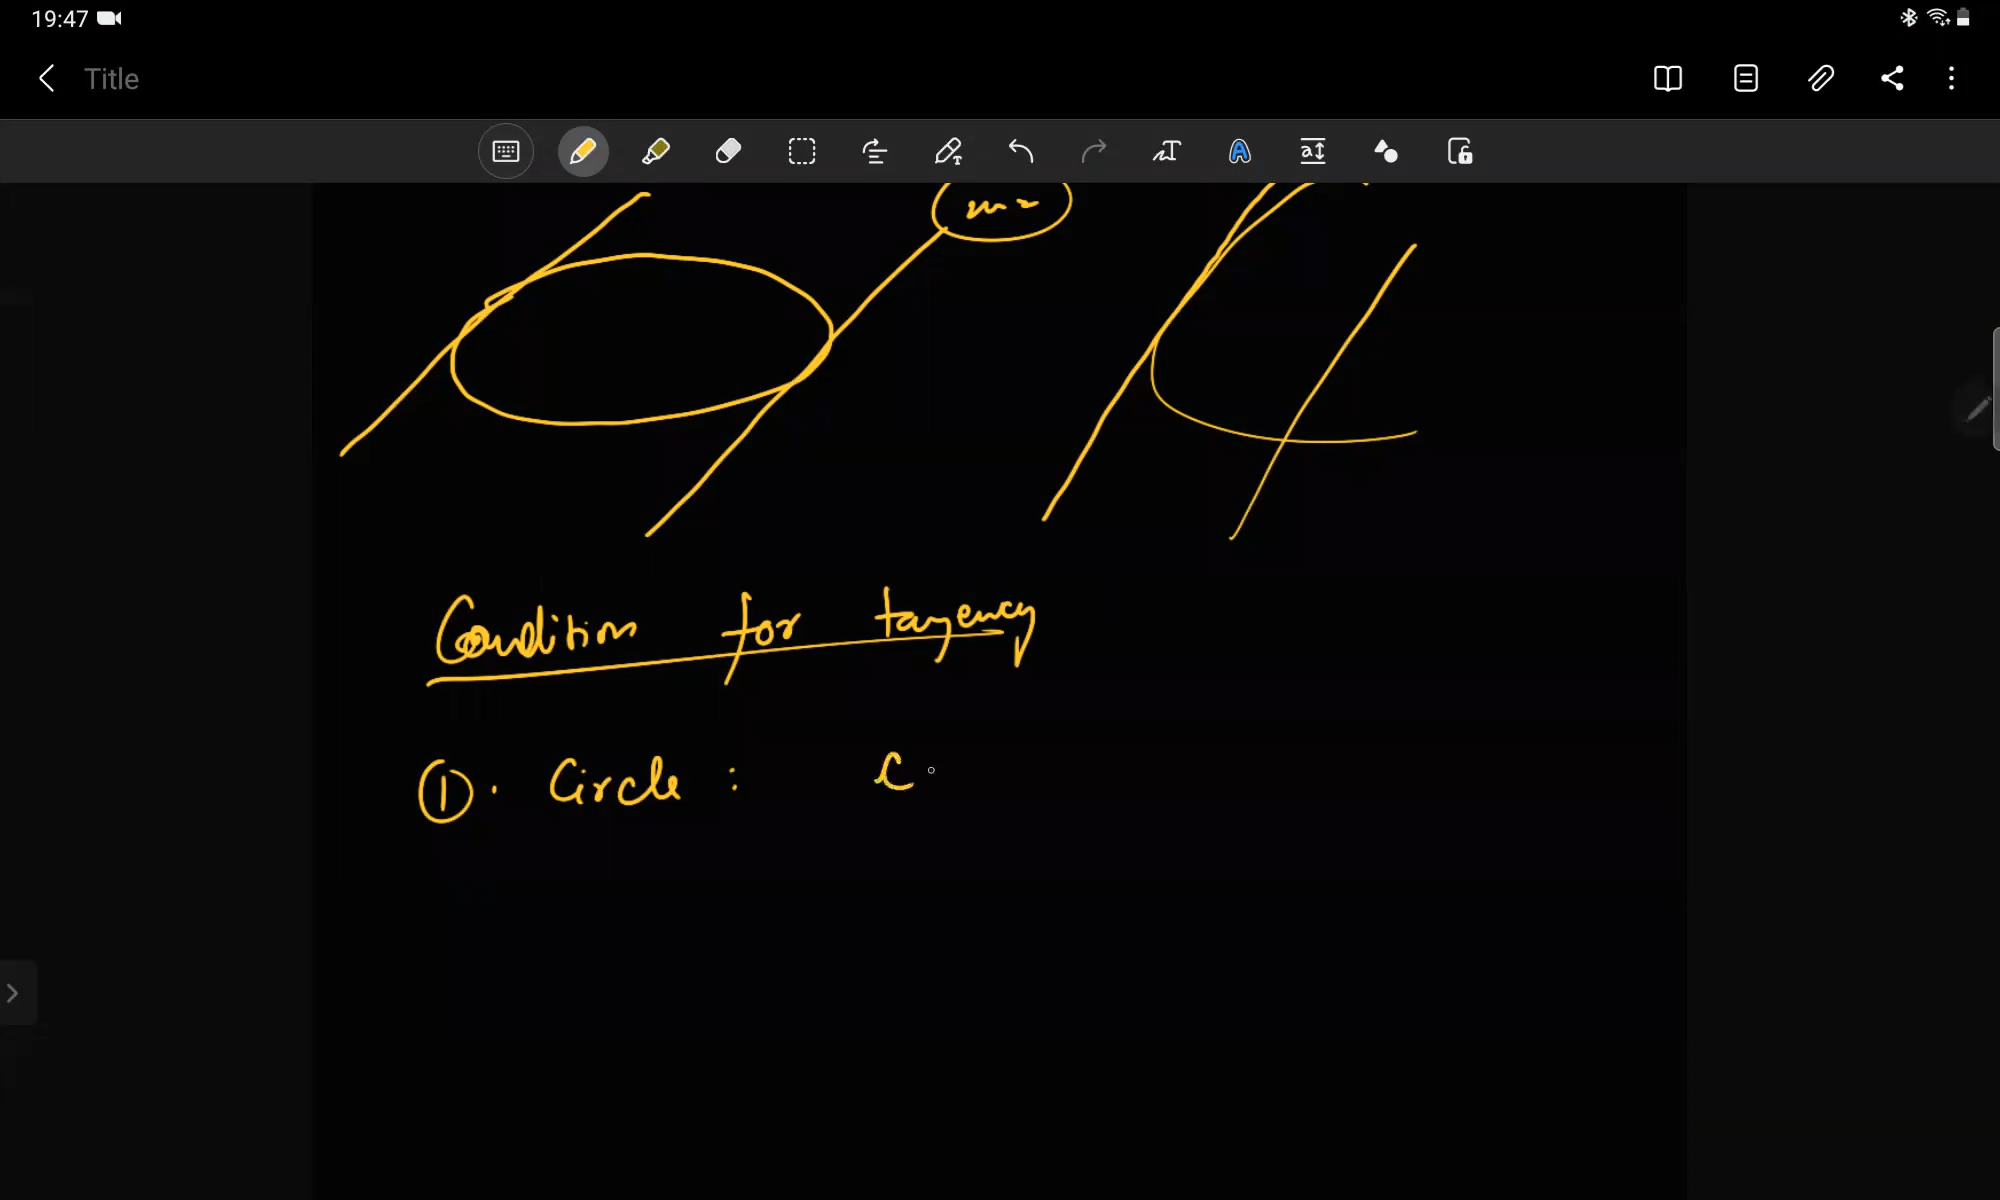 19:47
Title
m =
Condition for tangency
① . Circle : c